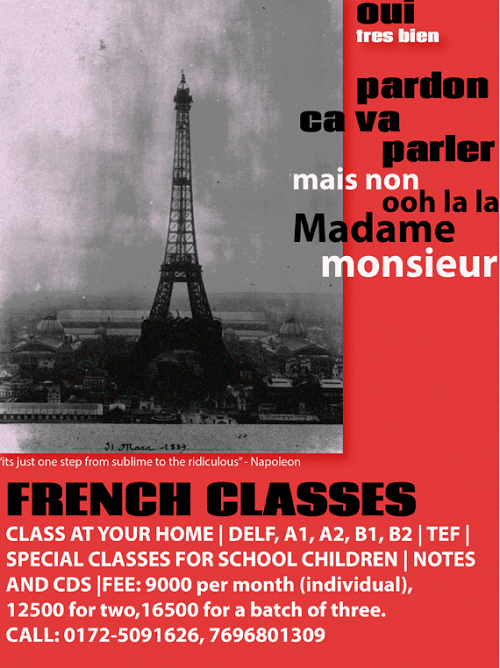 oui
tres bien
pardon
ca va
parler
mais non
ooh la la
Madame
monsieur
31 Mars 1889
"its just one step from sublime to the ridiculous" - Napoleon
FRENCH CLASSES
CLASS AT YOUR HOME | DELF, A1, A2, B1, B2 | TEF |
SPECIAL CLASSES FOR SCHOOL CHILDREN | NOTES
AND CDS |FEE: 9000 per month (individual),
12500 for two,16500 for a batch of three.
CALL: 0172-5091626, 7696801309